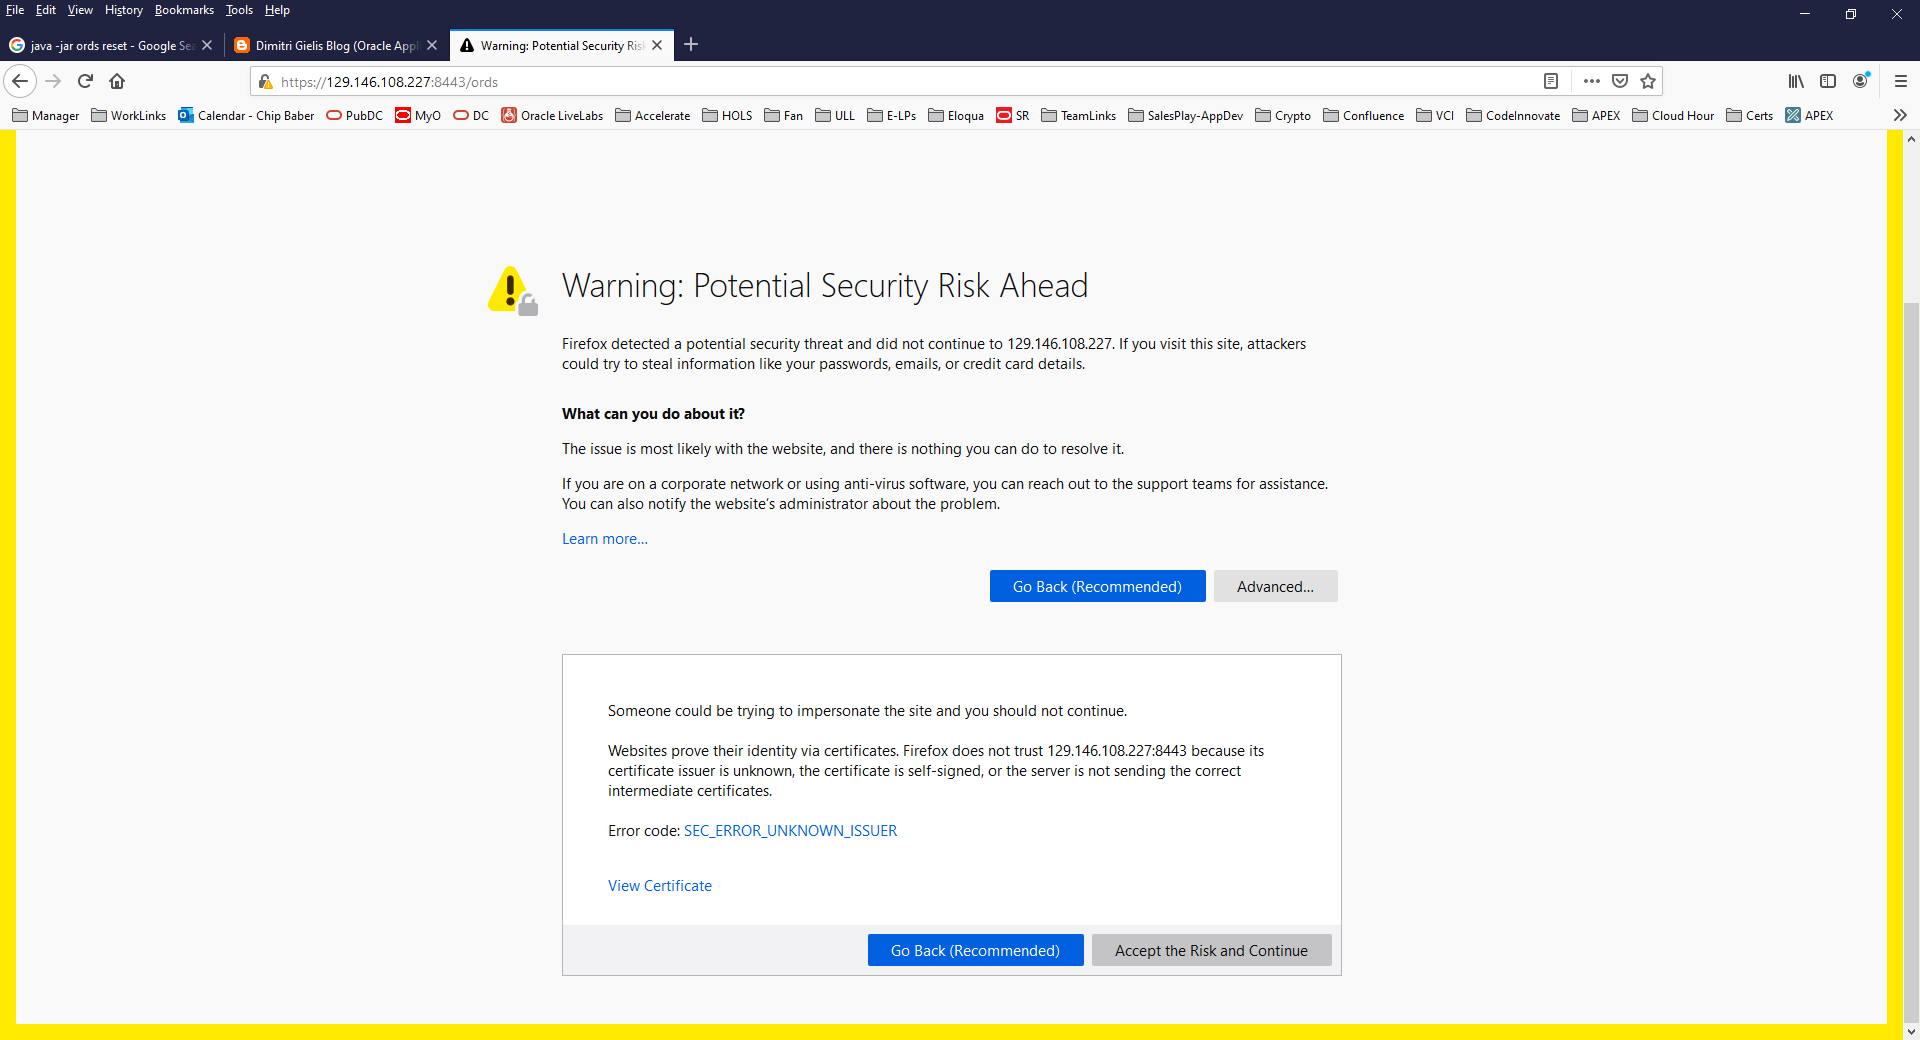 File Edit View History Bookmarks Tools Help
java -jar ords reset - Google Se
Dimitri Gielis Blog (Oracle Appl
Warning: Potential Security Ris
https://129.146.108.227:8443/ords
Manager WorkLinks Calendar - Chip Baber PubDC MyO DC Oracle LiveLabs Accelerate HOLS Fan ULL E-LPs Eloqua SR TeamLinks SalesPlay-AppDev Crypto Confluence VCI CodeInnovate APEX Cloud Hour Certs APEX
Warning: Potential Security Risk Ahead
Firefox detected a potential security threat and did not continue to 129.146.108.227. If you visit this site, attackers
could try to steal information like your passwords, emails, or credit card details.
What can you do about it?
The issue is most likely with the website, and there is nothing you can do to resolve it.
If you are on a corporate network or using anti-virus software, you can reach out to the support teams for assistance.
You can also notify the website’s administrator about the problem.
Learn more…
Go Back (Recommended) Advanced...
Someone could be trying to impersonate the site and you should not continue.
Websites prove their identity via certificates. Firefox does not trust 129.146.108.227:8443 because its
certificate issuer is unknown, the certificate is self-signed, or the server is not sending the correct
intermediate certificates.
Error code: SEC_ERROR_UNKNOWN_ISSUER
View Certificate
Go Back (Recommended) Accept the Risk and Continue